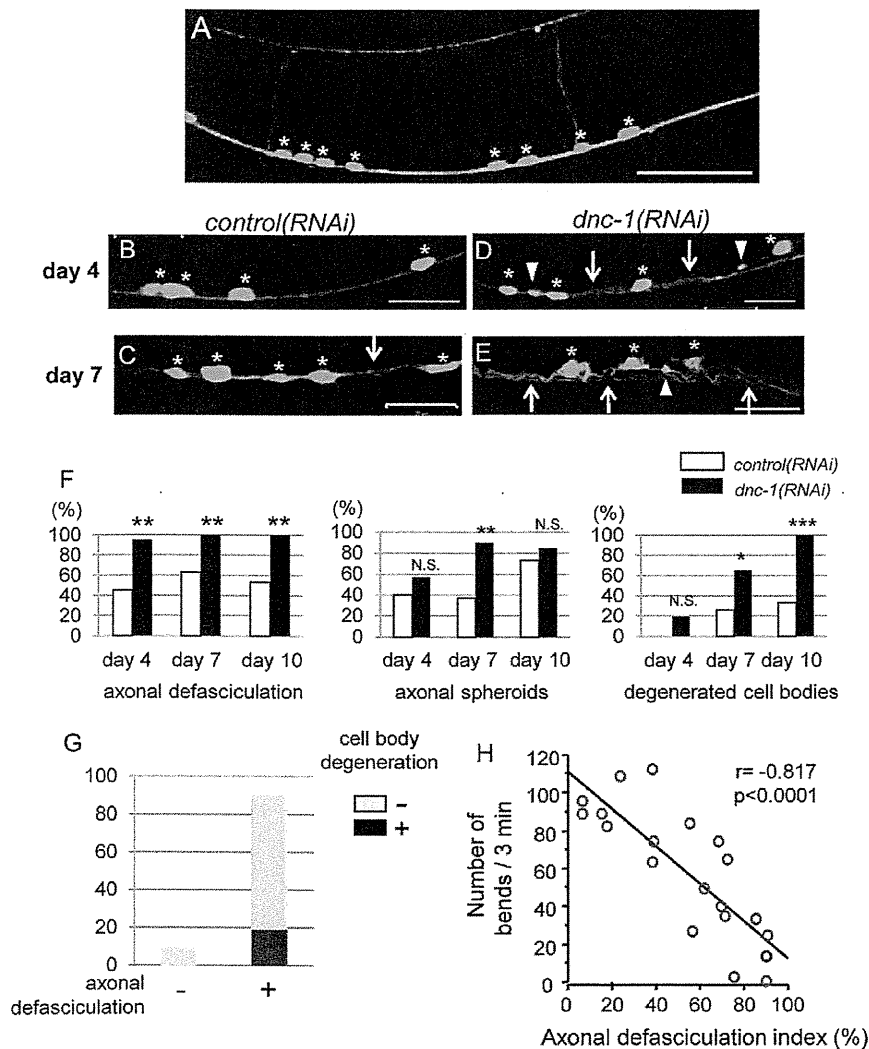 A
* * * * * * * *
control(RNAi)
dnc-1(RNAi)
day 4
B
* * * *
D
* * * *
day 7
C
* * * * *
E
* * *
control(RNAi)
dnc-1(RNAi)
F
(%)
100
80
60
40
20
** ** **
day 4 day 7 day 10
axonal defasciculation
(%)
100
80
60
40
20
N.S. ** N.S.
day 4 day 7 day 10
axonal spheroids
(%)
100
80
60
40
20
N.S. * ***
day 4 day 7 day 10
degenerated cell bodies
G
100
80
60
40
20
0
axonal
defasciculation
- +
cell body
degeneration
-
+
H
Number of
bends / 3 min
120
100
80
60
40
20
0
r= -0.817
p<0.0001
0 20 40 60 80 100
Axonal defasciculation index (%)